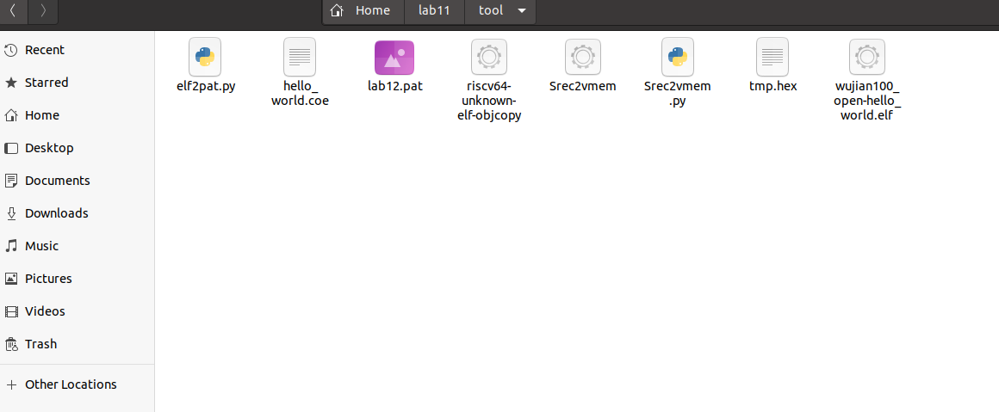 Home lab11 tool
Recent
Starred
Home
Desktop
Documents
Downloads
Music
Pictures
Videos
Trash
Other Locations
elf2pat.py
hello_
world.coe
lab12.pat
riscv64-
unknown-
elf-objcopy
Srec2vmem
Srec2vmem
.py
tmp.hex
wujian100_
open-hello_
world.elf